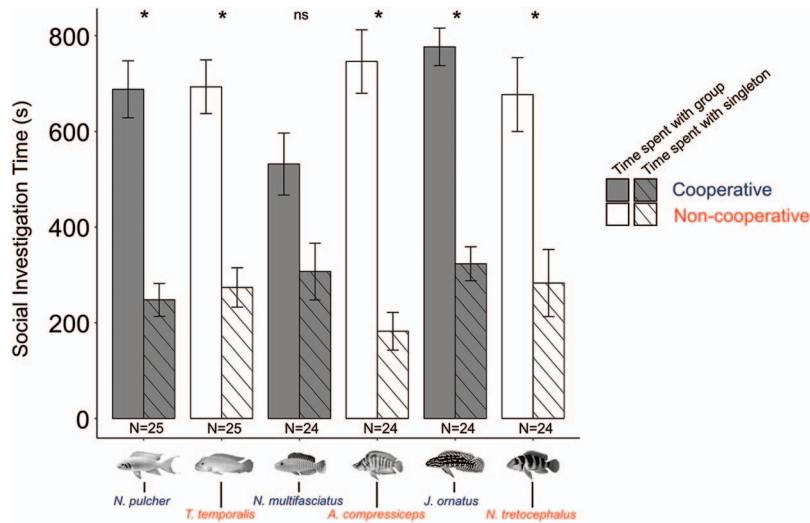 * * ns * * *
800
600
400
200
0
Social Investigation Time (s)
N=25 N=25 N=24 N=24 N=24 N=24
N. pulcher
T. temporalis
N. multifasciatus
A. compressiceps
J. ornatus
N. tretocephalus
Time spent with group
Time spent with singleton
Cooperative
Non-cooperative